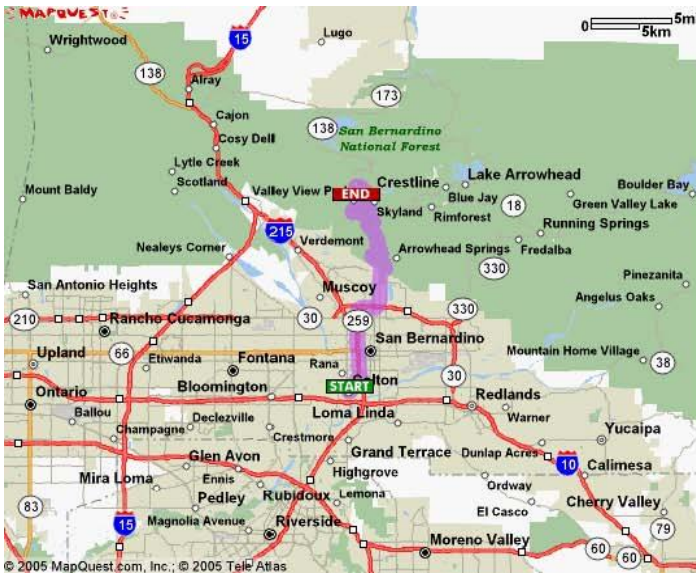 MAPQUEST
15
Lugo
0 5m
5km
Wrightwood
138
Alray
173
Cajon
138
San Bernardino
National Forest
Cosy Dell
Lytle Creek
Scotland
Mount Baldy
Valley View P
END
Crestline
Lake Arrowhead
Boulder Bay
Skyland
Blue Jay
Rimforest
18
Green Valley Lake
Running Springs
Fredalba
215
Verdemont
Nealeys Corner
Arrowhead Springs
330
Pinezanita
San Antonio Heights
Muscoy
Angelus Oaks
210
Rancho Cucamonga
30
259
330
66
San Bernardino
Mountain Home Village
38
Upland
Etiwanda
Fontana
Rana
START
Colton
30
Ontario
Bloomington
Redlands
Ballou
Declezville
Loma Linda
Warner
Champagne
Crestmore
Yucaipa
Glen Avon
Grand Terrace
Dunlap Acres
10
Calimesa
Mira Loma
Ennis
Highgrove
Ordway
Pedley
Rubidoux
Lemona
El Casco
Cherry Valley
83
15
Magnolia Avenue
Riverside
79
Moreno Valley
60
60
© 2005 MapQuest.com, Inc.; © 2005 Tele Atlas